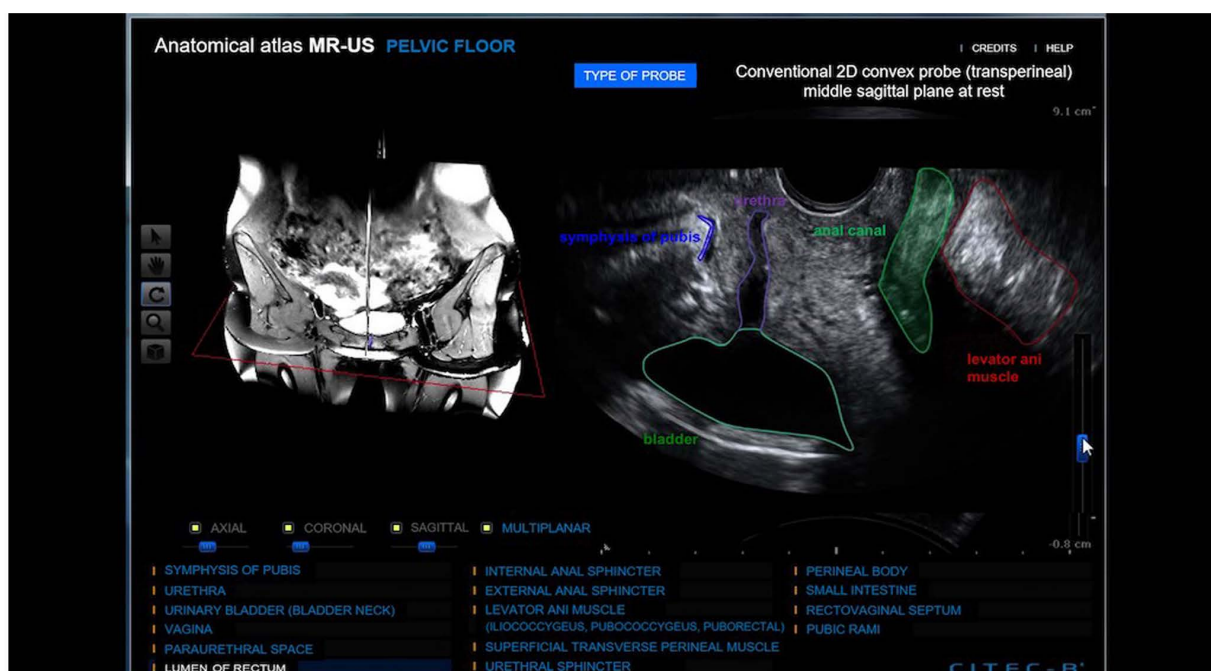 Anatomical atlas MR-US PELVIC FLOOR
CREDITS
HELP
TYPE OF PROBE
Conventional 2D convex probe (transperineal)
middle sagittal plane at rest
9.1 cm
urethra
symphysis of pubis
anal canal
levator ani
muscle
bladder
AXIAL
CORONAL
SAGITTAL
MULTIPLANAR
-0.8 cm
SYMPHYSIS OF PUBIS
URETHRA
URINARY BLADDER (BLADDER NECK)
VAGINA
PARAURETHRAL SPACE
LUMEN OF RECTUM
INTERNAL ANAL SPHINCTER
EXTERNAL ANAL SPHINCTER
LEVATOR ANI MUSCLE
(ILIOCOCCYGEUS, PUBOCOCCYGEUS, PUBORECTAL)
SUPERFICIAL TRANSVERSE PERINEAL MUSCLE
URETHRAL SPHINCTER
PERINEAL BODY
SMALL INTESTINE
RECTOVAGINAL SEPTUM
PUBIC RAMI